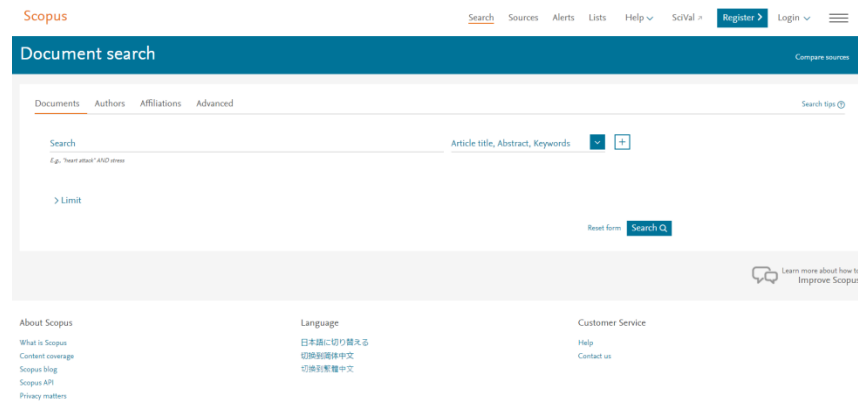 Scopus
Search Sources Alerts Lists Help SciVal Register Login
Document search
Compare sources
Documents Authors Affiliations Advanced
Search tips
Search
Article title, Abstract, Keywords
E.g., "heart attack" AND stress
Limit
Reset form Search
Learn more about how to
Improve Scopus
About Scopus
What is Scopus
Content coverage
Scopus blog
Scopus API
Privacy matters
Language
日本語に切り替える
切换到简体中文
切換到繁體中文
Customer Service
Help
Contact us